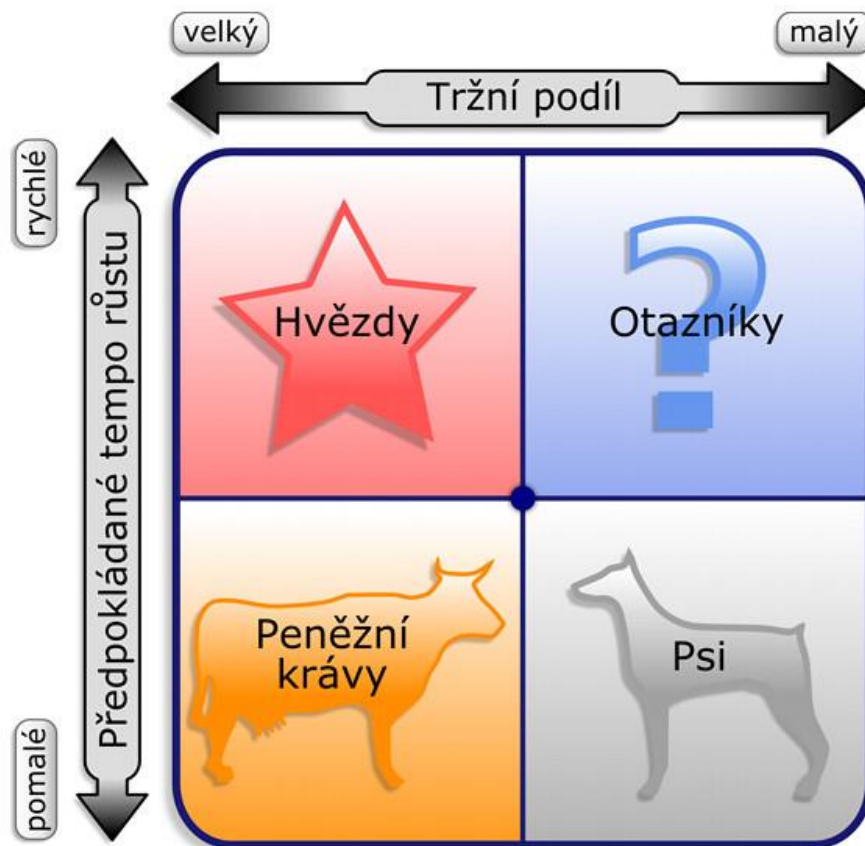 velký
malý
Tržní podíl
rychlé
Předpokládané tempo růstu
pomalé
Hvězdy
Otazníky
Peněžní
krávy
Psi